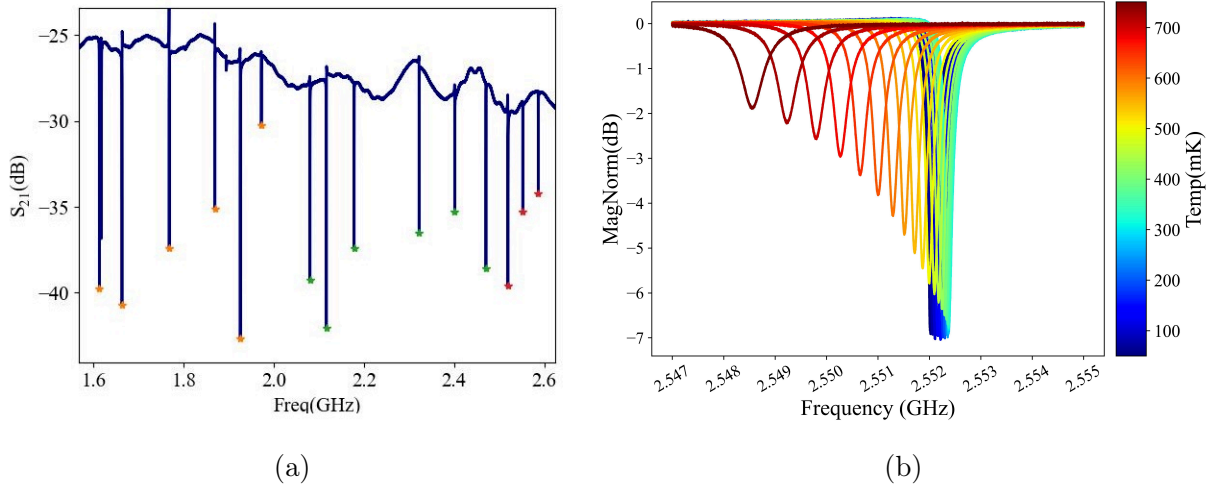 −25
−30
−35
−40
S21(dB)
1.6 1.8 2.0 2.2 2.4 2.6
Freq(GHz)
(a)
0
−1
−2
−3
−4
−5
−6
−7
MagNorm(dB)
2.547 2.548 2.549 2.550 2.551 2.552 2.553 2.554 2.555
Frequency (GHz)
700
600
500
400
300
200
100
Temp(mK)
(b)